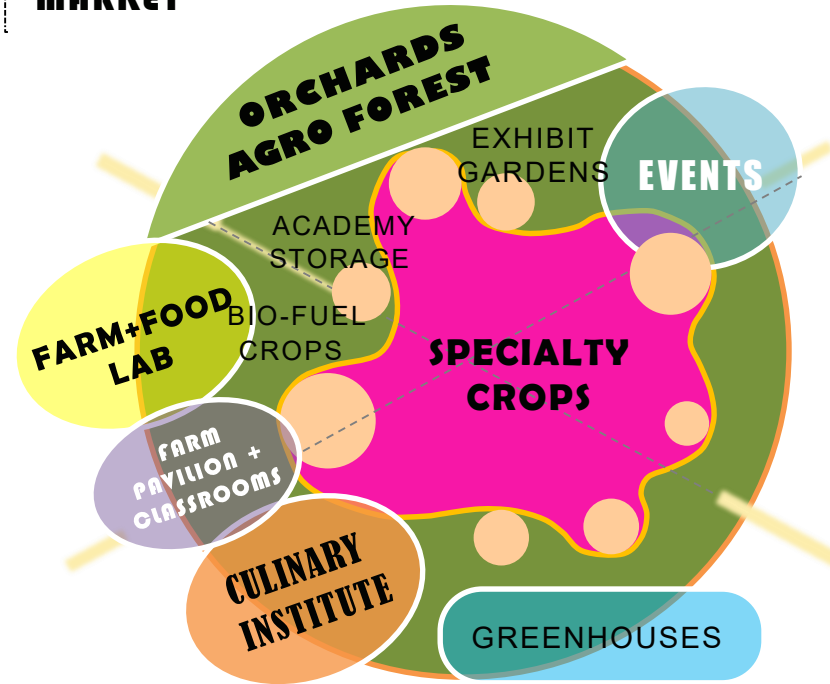 MARKET
ORCHARDS
AGRO FOREST
EXHIBIT
GARDENS
EVENTS
ACADEMY
STORAGE
BIO-FUEL
CROPS
FARM+FOOD
LAB
SPECIALTY
CROPS
FARM
PAVILION +
CLASSROOMS
CULINARY
INSTITUTE
GREENHOUSES